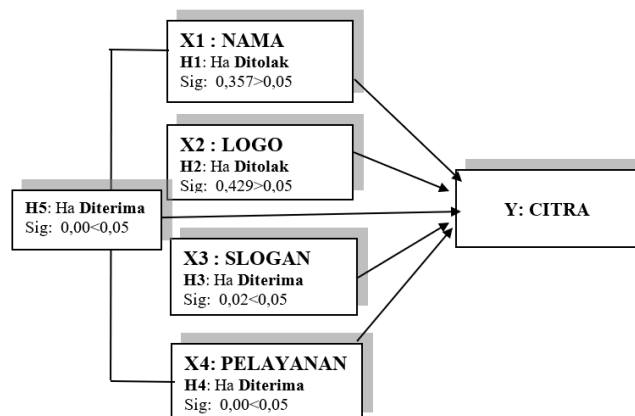 X1 : NAMA
H1: Ha Ditolak
Sig: 0,357>0,05
X2 : LOGO
H2: Ha Ditolak
Sig: 0,429>0,05
H5: Ha Diterima
Sig: 0,00<0,05
Y: CITRA
X3 : SLOGAN
H3: Ha Diterima
Sig: 0,02<0,05
X4: PELAYANAN
H4: Ha Diterima
Sig: 0,00<0,05